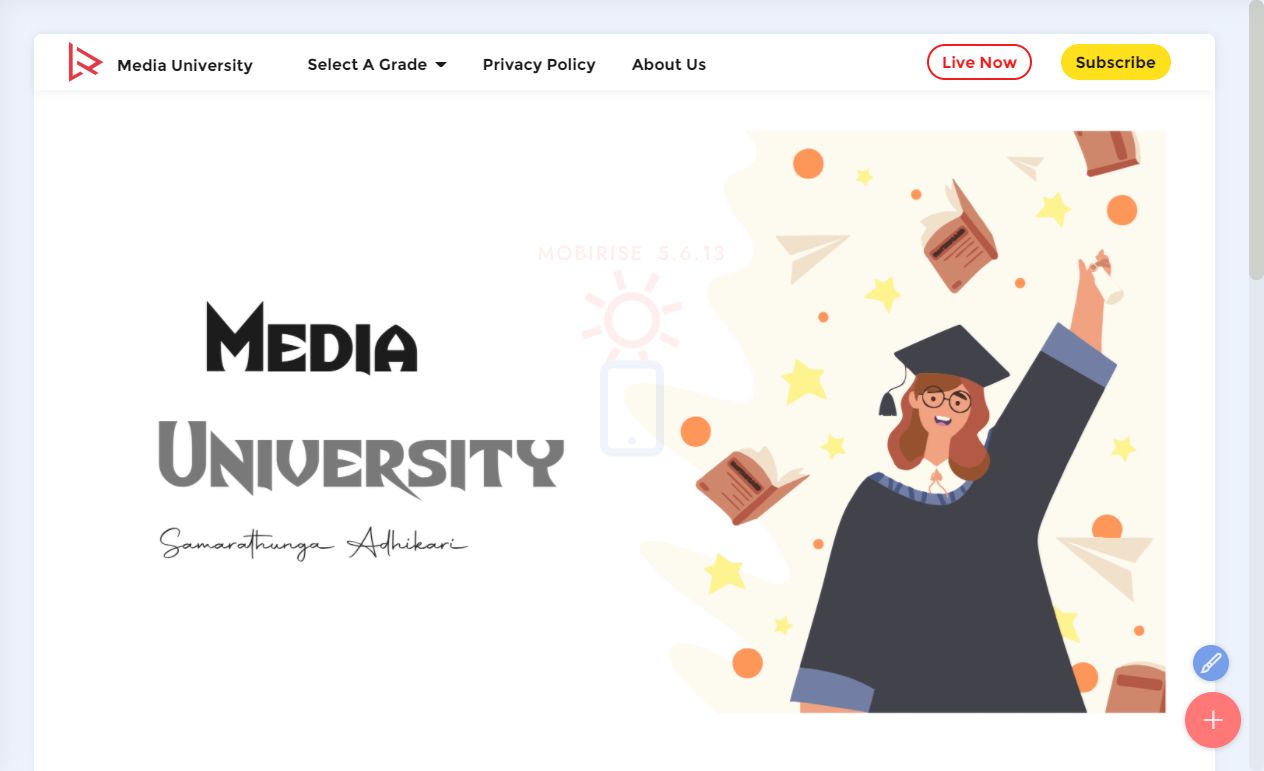 Media University
Select A Grade
Privacy Policy
About Us
Live Now
Subscribe
MOBIRISE 5.6.13
Media
University
Samarathunga Adhikari